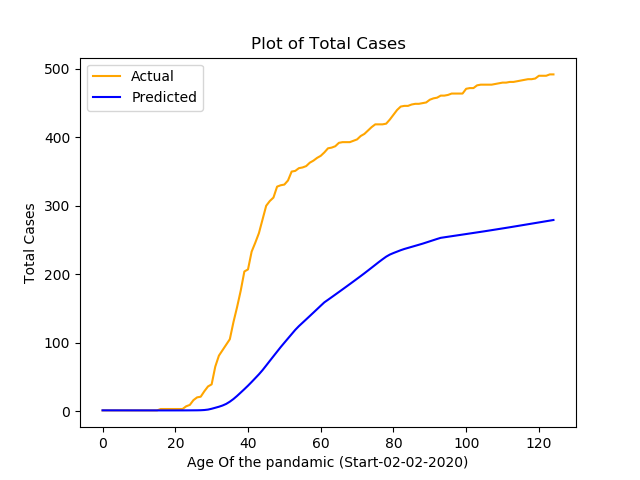 Plot of Total Cases
Actual
Predicted
500
400
300
200
100
0
Total Cases
0 20 40 60 80 100 120
Age Of the pandamic (Start-02-02-2020)